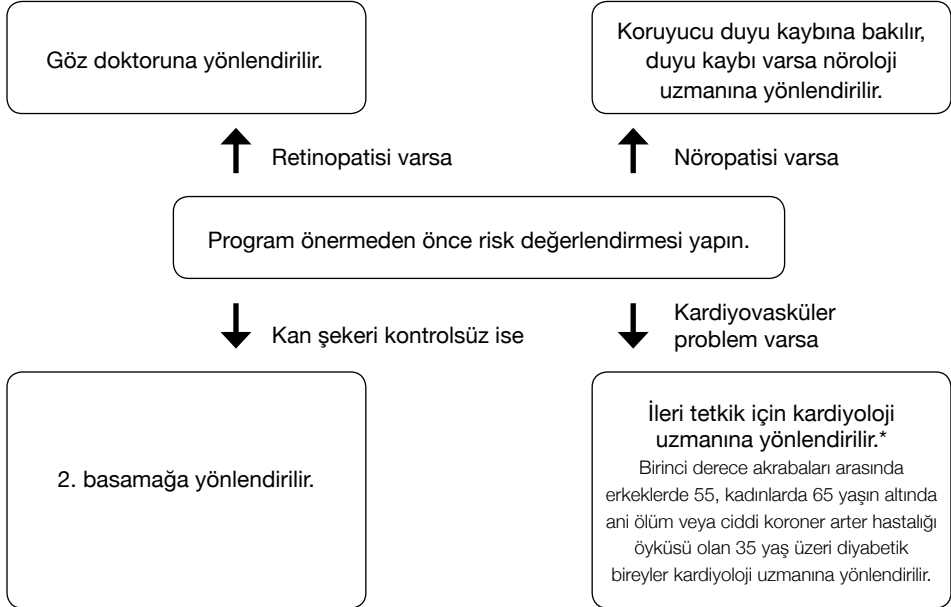 Göz doktoruna yönlendirilir.
Koruyucu duyu kaybına bakılır,
duyu kaybı varsa nöroloji
uzmanına yönlendirilir.
Retinopatisi varsa
Nöropatisi varsa
Program önermeden önce risk değerlendirmesi yapın.
Kan şekeri kontrolsüz ise
Kardiyovasküler
problem varsa
2. basamağa yönlendirilir.
İleri tetkik için kardiyoloji
uzmanına yönlendirilir.*
Birinci derece akrabaları arasında
erkeklerde 55, kadınlarda 65 yaşın altında
ani ölüm veya ciddi koroner arter hastalığı
öyküsü olan 35 yaş üzeri diyabetik
bireyler kardiyoloji uzmanına yönlendirilir.